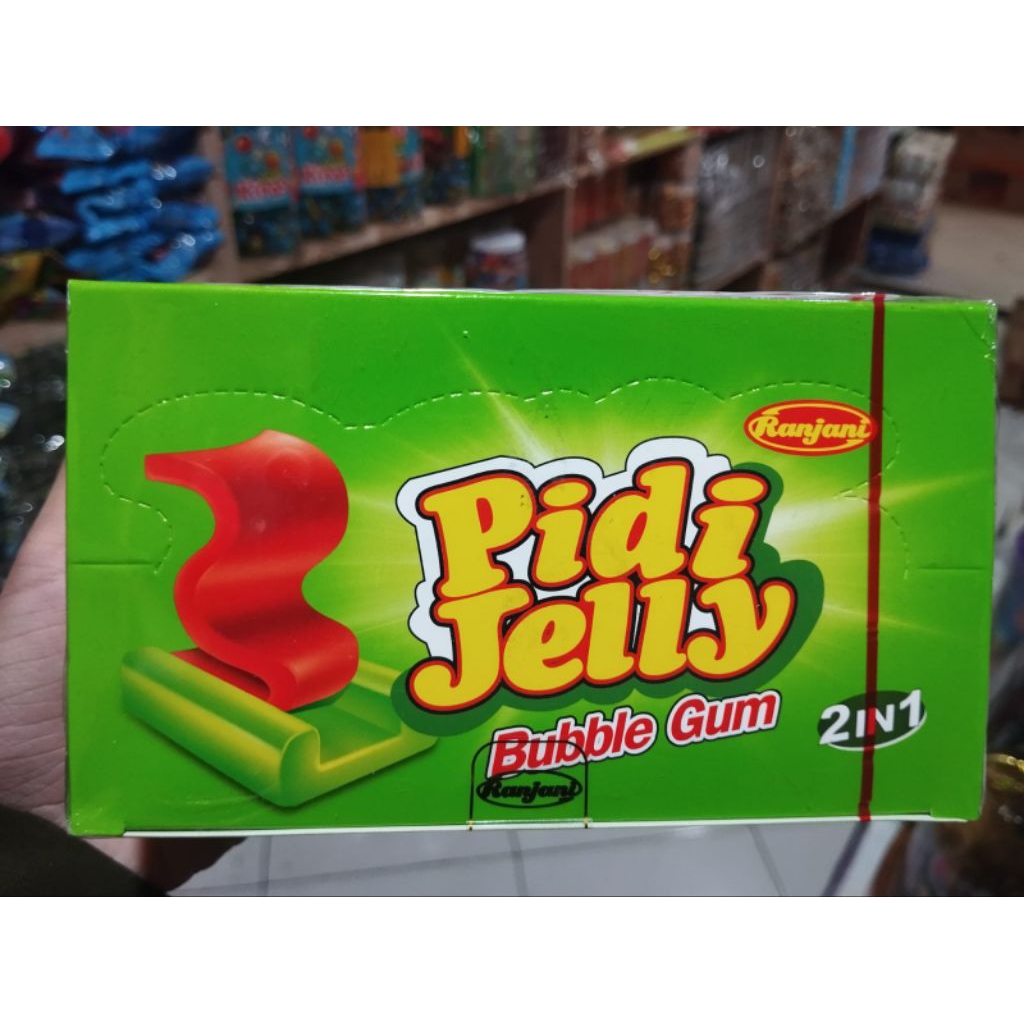 Ranjani
Pidi
Jelly
Bubble Gum
2IN1
Ranjani